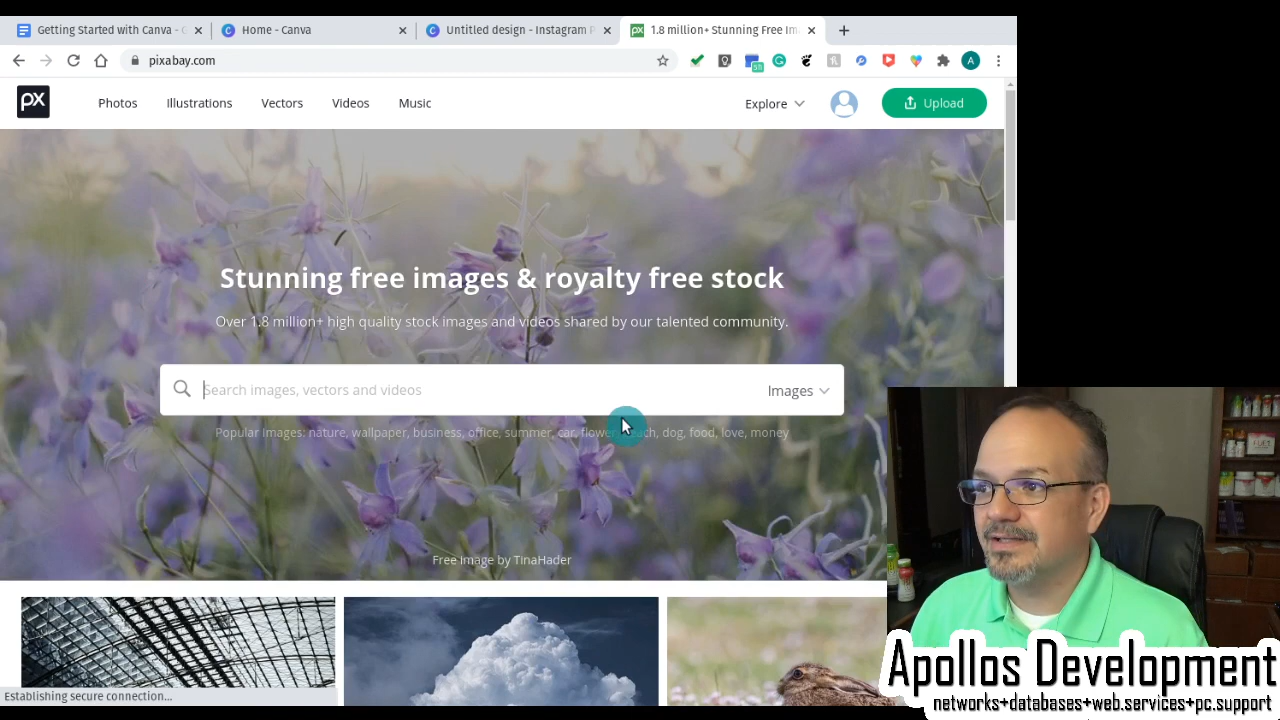 Getting Started with Canva - G
Home - Canva
Untitled design - Instagram P
1.8 million+ Stunning Free Im
pixabay.com
px
Photos
Illustrations
Vectors
Videos
Music
Explore
Upload
Stunning free images & royalty free stock
Over 1.8 million+ high quality stock images and videos shared by our talented community.
Search images, vectors and videos
Images
Popular Images: nature, wallpaper, business, office, summer, car, flower, beach, dog, food, love, money
Free image by TinaHader
Establishing secure connection...
Apollos Development
networks+databases+web.services+pc.support